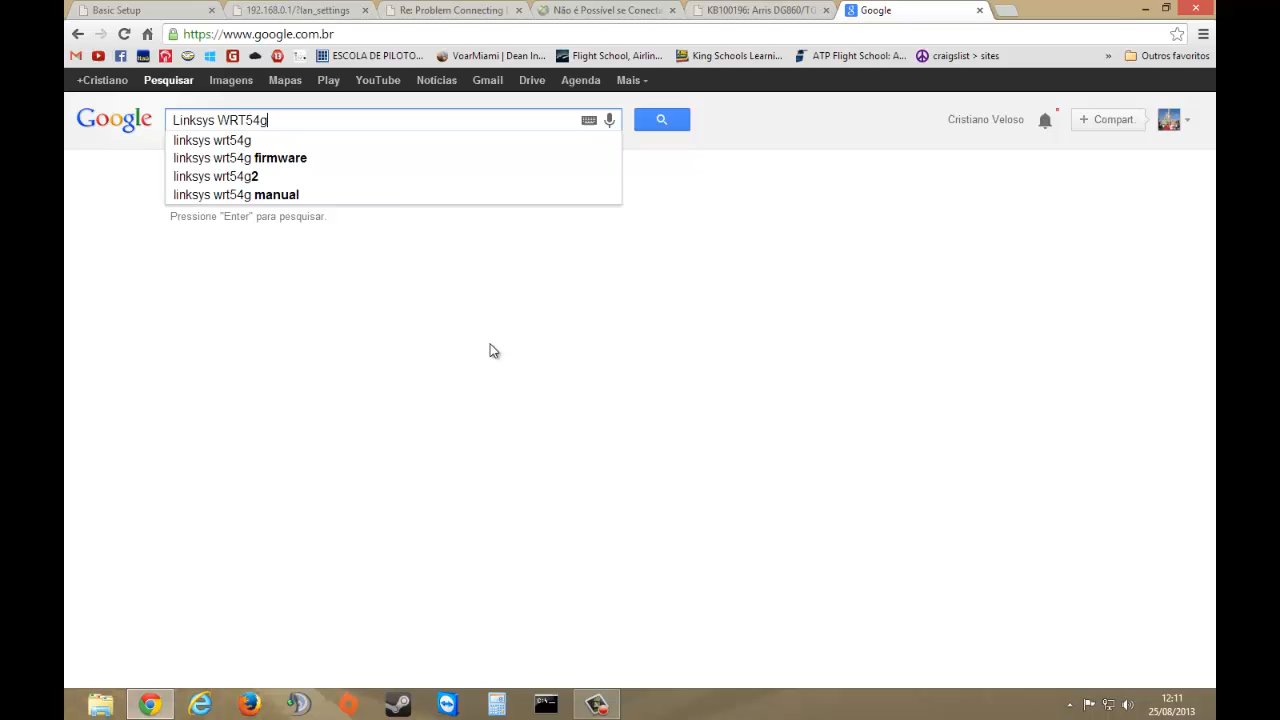 Basic Setup
192.168.0.1/?lan_settings
Re: Problem Connecting
Não é Possível se Conecta
KB100196: Arris DG860/TG
Google
https://www.google.com.br
ESCOLA DE PILOTO...
VoarMiami | Dean In...
Flight School, Airlin...
King Schools Learni...
ATP Flight School: A...
craigslist > sites
»
Outros favoritos
+Cristiano
Pesquisar
Imagens
Mapas
Play
YouTube
Notícias
Gmail
Drive
Agenda
Mais
Google
Linksys WRT54g
Cristiano Veloso
+ Compart.
linksys wrt54g
linksys wrt54g firmware
linksys wrt54g2
linksys wrt54g manual
Pressione "Enter" para pesquisar.
12:11
25/08/2013